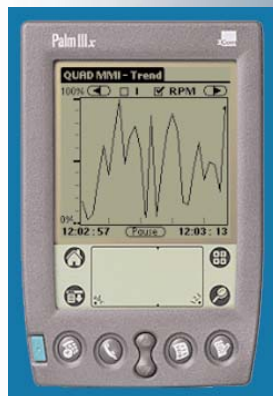 Palm IIIx
QUAD MMI - Trend
100% I RPM
0%
12:02:57 Pause 12:03:13